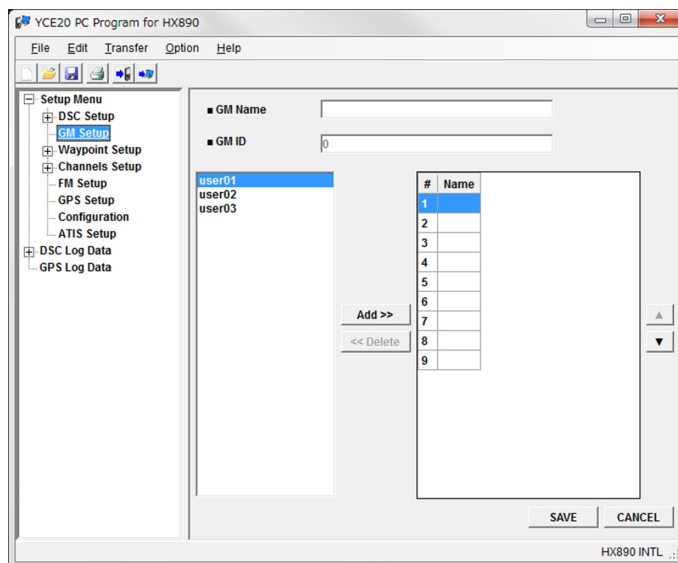 YCE20 PC Program for HX890
File Edit Transfer Option Help
Setup Menu
DSC Setup
GM Setup
Waypoint Setup
Channels Setup
FM Setup
GPS Setup
Configuration
ATIS Setup
DSC Log Data
GPS Log Data
■ GM Name
■ GM ID 0
user01
user02
user03
Add >>
<< Delete
# Name
1
2
3
4
5
6
7
8
9
▲
▼
SAVE CANCEL
HX890 INTL